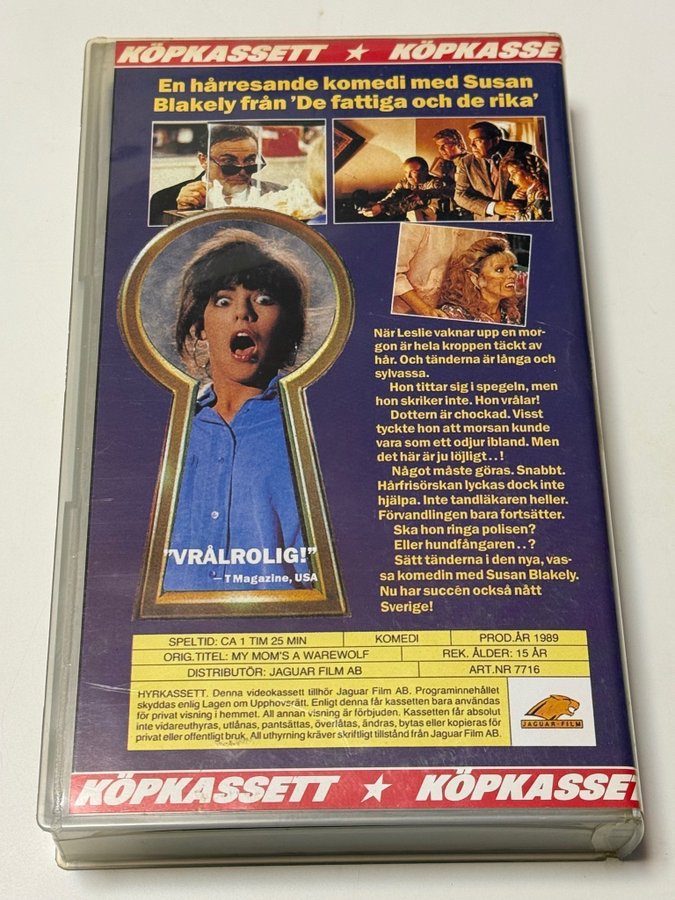 KÖPKASSETT ★ KÖPKASSE
En hårresande komedi med Susan
Blakely från 'De fattiga och de rika'
När Leslie vaknar upp en mor-
gon är hela kroppen täckt av
hår. Och tänderna är långa och
sylvassa.
Hon tittar sig i spegeln, men
hon skriker inte. Hon vrålar!
Dottern är chockad. Visst
tyckte hon att morsan kunde
vara som ett odjur ibland. Men
det här är ju löjligt..!
Något måste göras. Snabbt.
Hårfrisörskan lyckas dock inte
hjälpa. Inte tandläkaren heller.
Förvandlingen bara fortsätter.
Ska hon ringa polisen?
Eller hundfångaren..?
Sätt tänderna i den nya, vas-
sa komedin med Susan Blakely.
Nu har succén också nått
Sverige!
"VRÅLROLIG!"
— T Magazine, USA
SPELTID: CA 1 TIM 25 MIN KOMEDI PROD.ÅR 1989
ORIG.TITEL: MY MOM'S A WAREWOLF REK. ÅLDER: 15 ÅR
DISTRIBUTÖR: JAGUAR FILM AB ART.NR 7716
HYRKASSETT. Denna videokassett tillhör Jaguar Film AB. Programinnehållet
skyddas enlig Lagen om Upphovsrätt. Enligt denna får kassetten bara användas
för privat visning i hemmet. All annan visning är förbjuden. Kassetten får absolut
inte vidareuthyras, utlånas, pantsättas, överlåtas, ändras, bytas eller kopieras för
privat eller offentligt bruk. All uthyrning kräver skriftligt tillstånd från Jaguar Film AB.
JAGUAR-FILM
KÖPKASSETT ★ KÖPKASSET